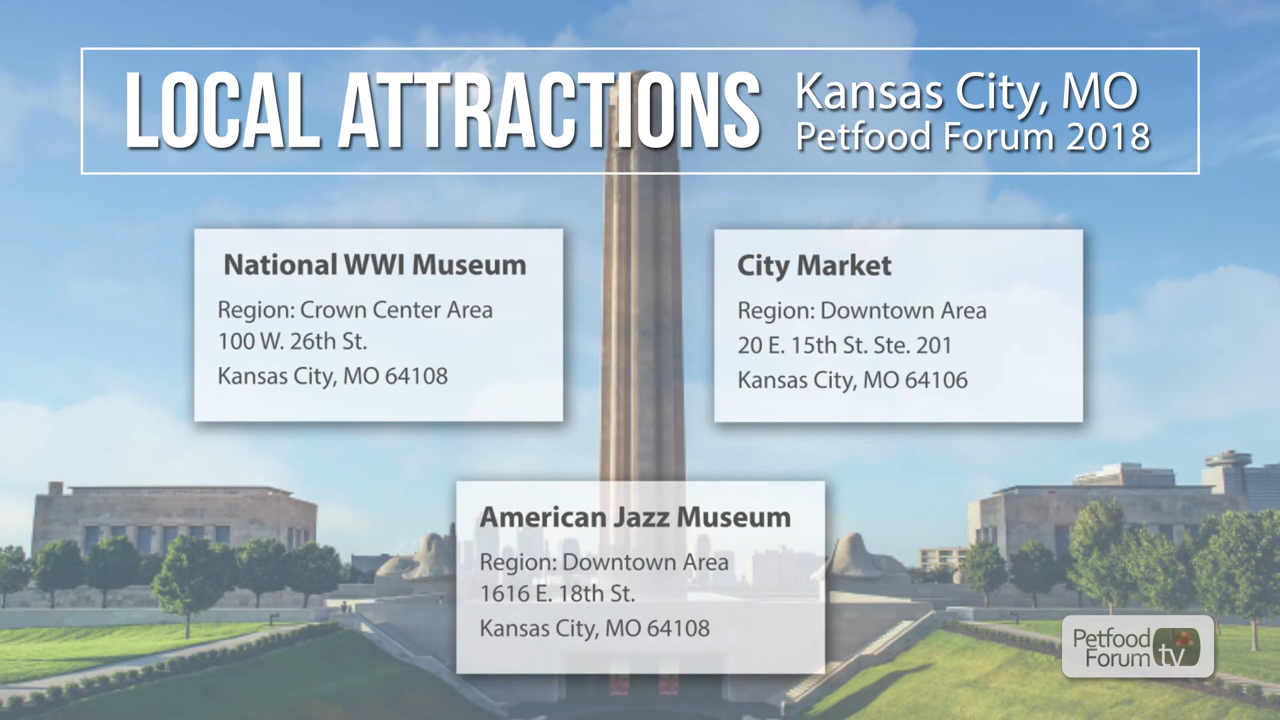 LOCAL ATTRACTIONS
Kansas City, MO
Petfood Forum 2018
National WWI Museum
Region: Crown Center Area
100 W. 26th St.
Kansas City, MO 64108
City Market
Region: Downtown Area
20 E. 15th St. Ste. 201
Kansas City, MO 64106
American Jazz Museum
Region: Downtown Area
1616 E. 18th St.
Kansas City, MO 64108
Petfood
Forum tv